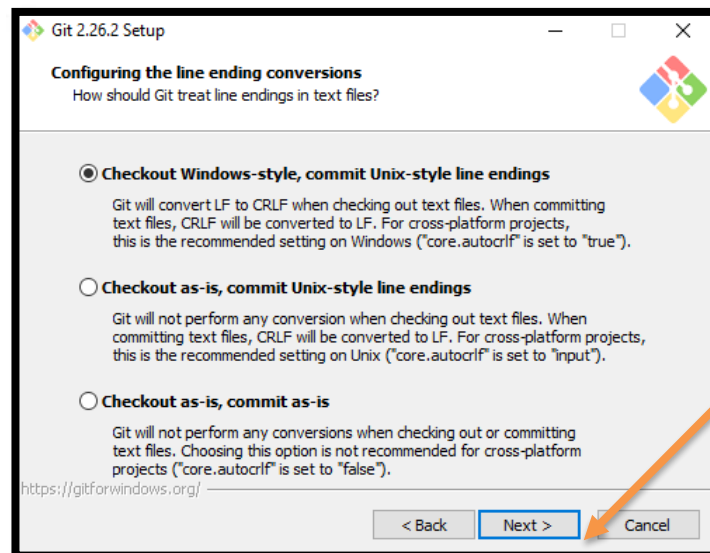 Git 2.26.2 Setup
Configuring the line ending conversions
How should Git treat line endings in text files?
Checkout Windows-style, commit Unix-style line endings
Git will convert LF to CRLF when checking out text files. When committing
text files, CRLF will be converted to LF. For cross-platform projects,
this is the recommended setting on Windows ("core.autocrlf" is set to "true").
Checkout as-is, commit Unix-style line endings
Git will not perform any conversion when checking out text files. When
committing text files, CRLF will be converted to LF. For cross-platform projects,
this is the recommended setting on Unix ("core.autocrlf" is set to "input").
Checkout as-is, commit as-is
Git will not perform any conversions when checking out or committing
text files. Choosing this option is not recommended for cross-platform
projects ("core.autocrlf" is set to "false").
https://gitforwindows.org/
< Back Next > Cancel